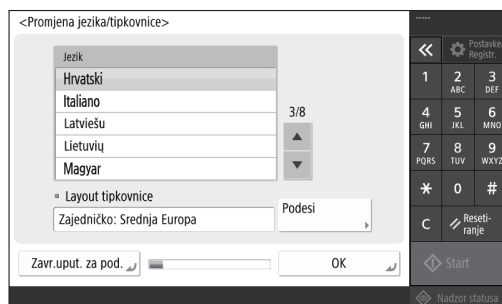 <Promjena jezika/tipkovnice>
Jezik
Hrvatski
Italiano
Latviešu
Lietuvių
Magyar
3/8
Layout tipkovnice
Zajedničko: Srednja Europa
Podesi
Zavr.uput. za pod.
OK
-----
Postavke/
Registr.
1
2
ABC
3
DEF
4
GHI
5
JKL
6
MNO
7
PQRS
8
TUV
9
WXYZ
*
0
#
C
Reseti-
ranje
Start
Nadzor statusa